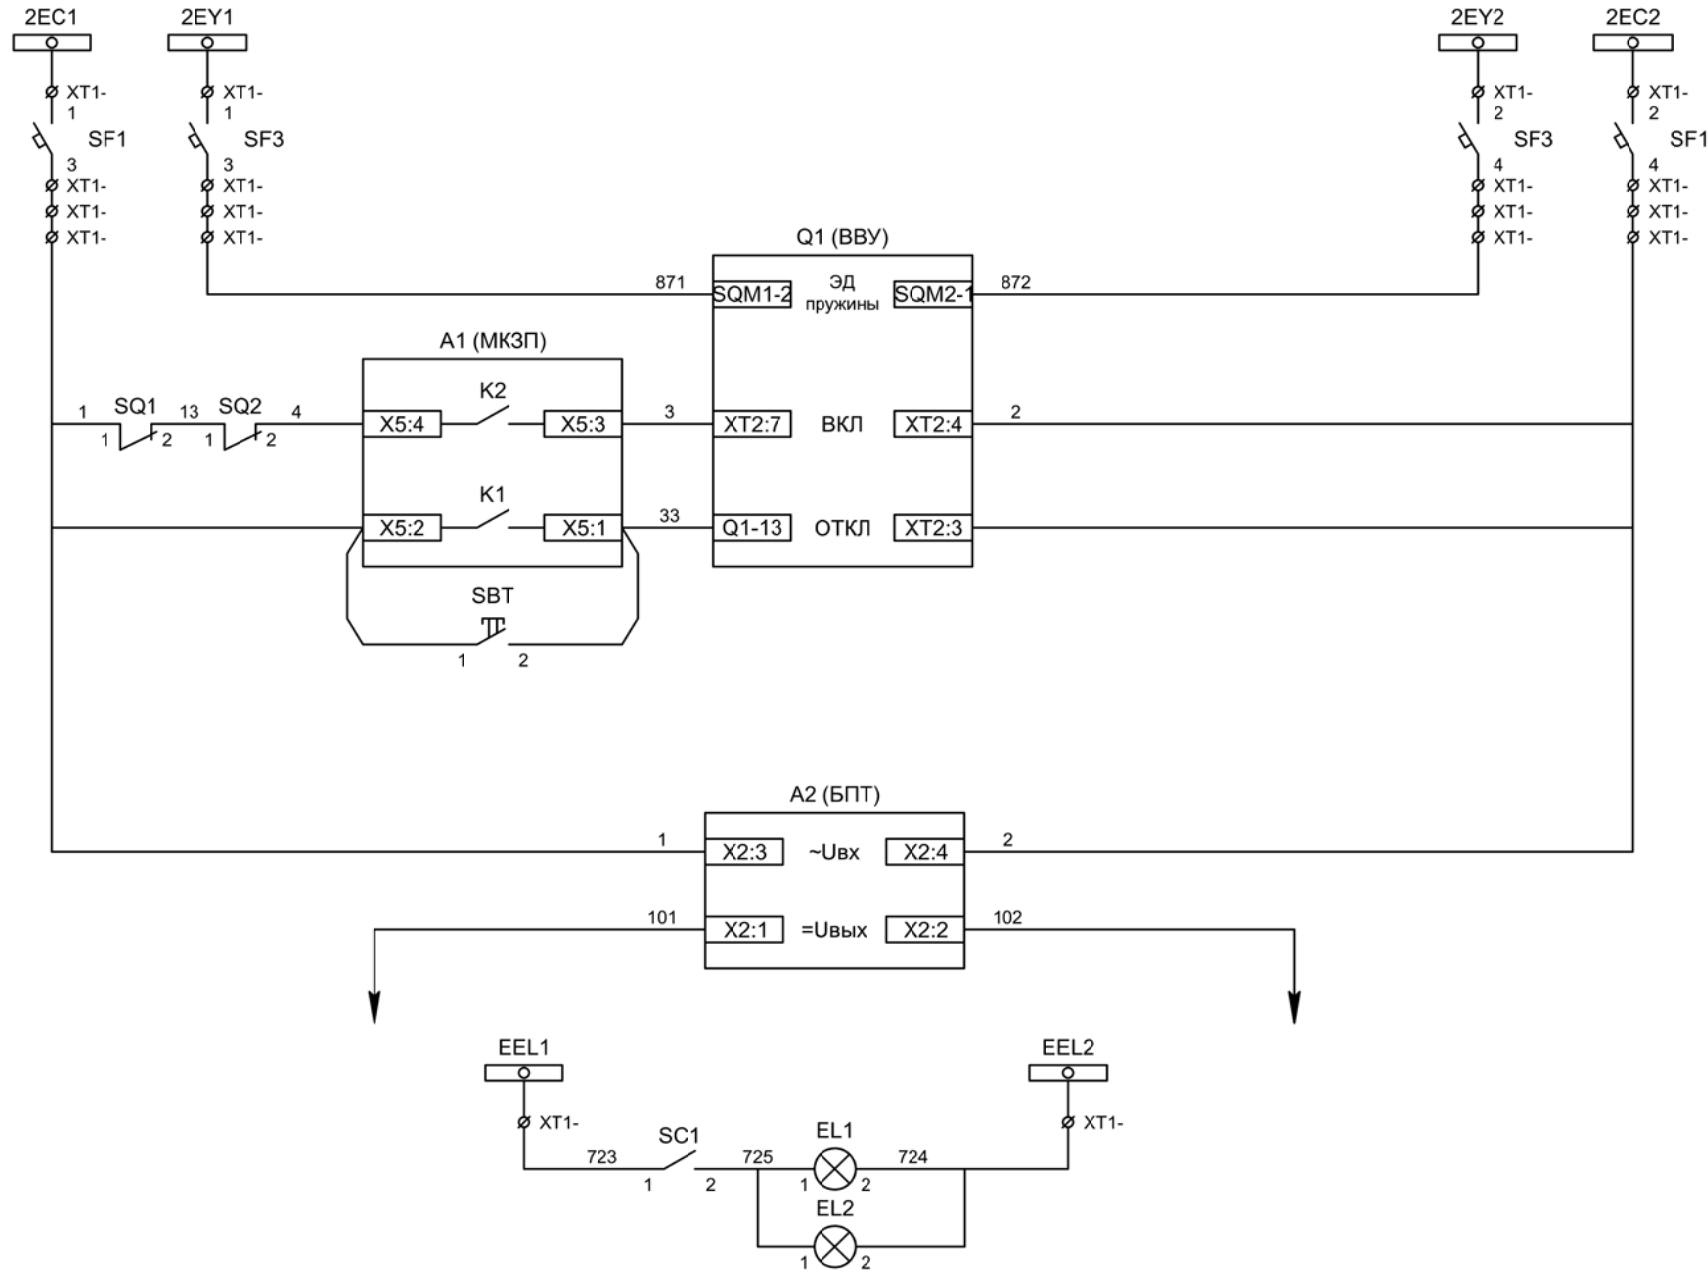 2EC1
2EY1
2EY2
2EC2
XT1-
XT1-
XT1-
XT1-
1
1
2
2
SF1
SF3
SF3
SF1
3
3
4
4
XT1-
XT1-
XT1-
XT1-
XT1-
XT1-
XT1-
XT1-
XT1-
XT1-
XT1-
XT1-
Q1 (ВВУ)
871
SQM1-2
ЭД
пружины
SQM2-1
872
A1 (МКЗП)
1
SQ1
13
SQ2
4
1
2
1
2
X5:4
K2
X5:3
3
XT2:7
ВКЛ
XT2:4
2
X5:2
K1
X5:1
33
Q1-13
ОТКЛ
XT2:3
SBT
1
2
A2 (БПТ)
1
X2:3
~Uвх
X2:4
2
101
X2:1
=Uвых
X2:2
102
EEL1
EEL2
XT1-
XT1-
723
SC1
725
EL1
724
1
2
1
2
EL2
1
2